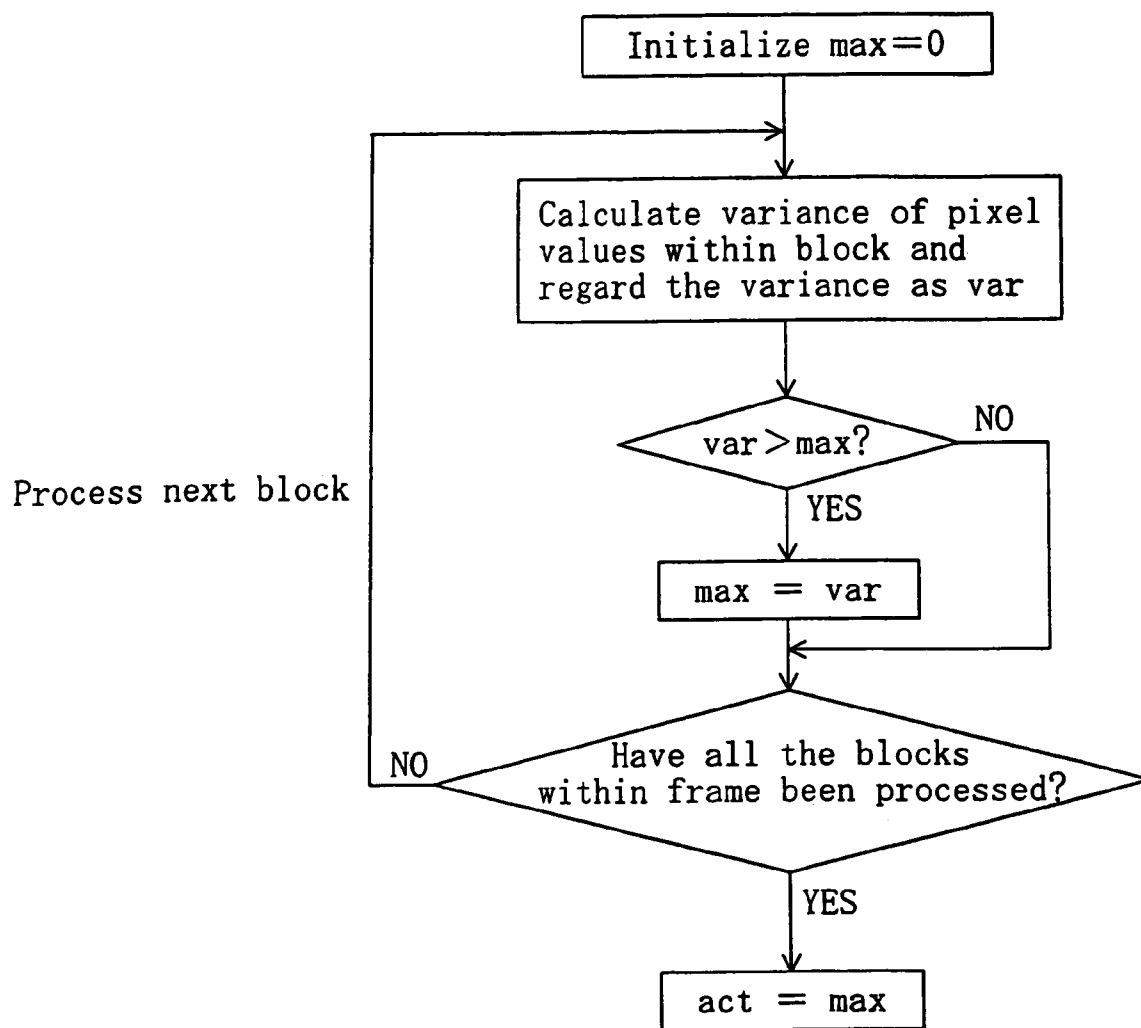 Initialize max=0
Calculate variance of pixel
values within block and
regard the variance as var
var>max?
NO
YES
Process next block
max = var
Have all the blocks
within frame been processed?
NO
YES
act = max